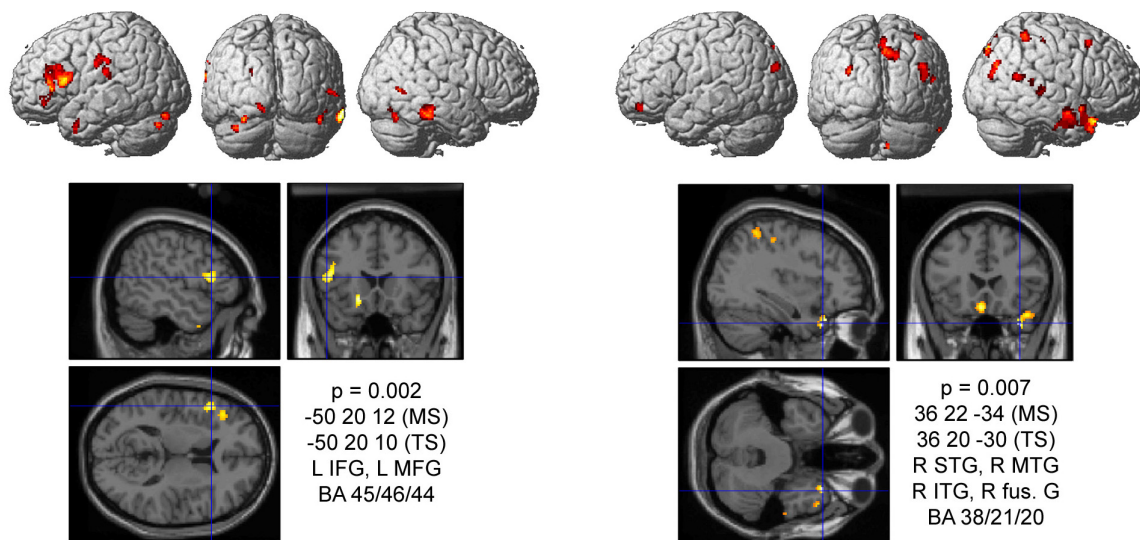 p = 0.002
-50 20 12 (MS)
-50 20 10 (TS)
L IFG, L MFG
BA 45/46/44
p = 0.007
36 22 -34 (MS)
36 20 -30 (TS)
R STG, R MTG
R ITG, R fus. G
BA 38/21/20